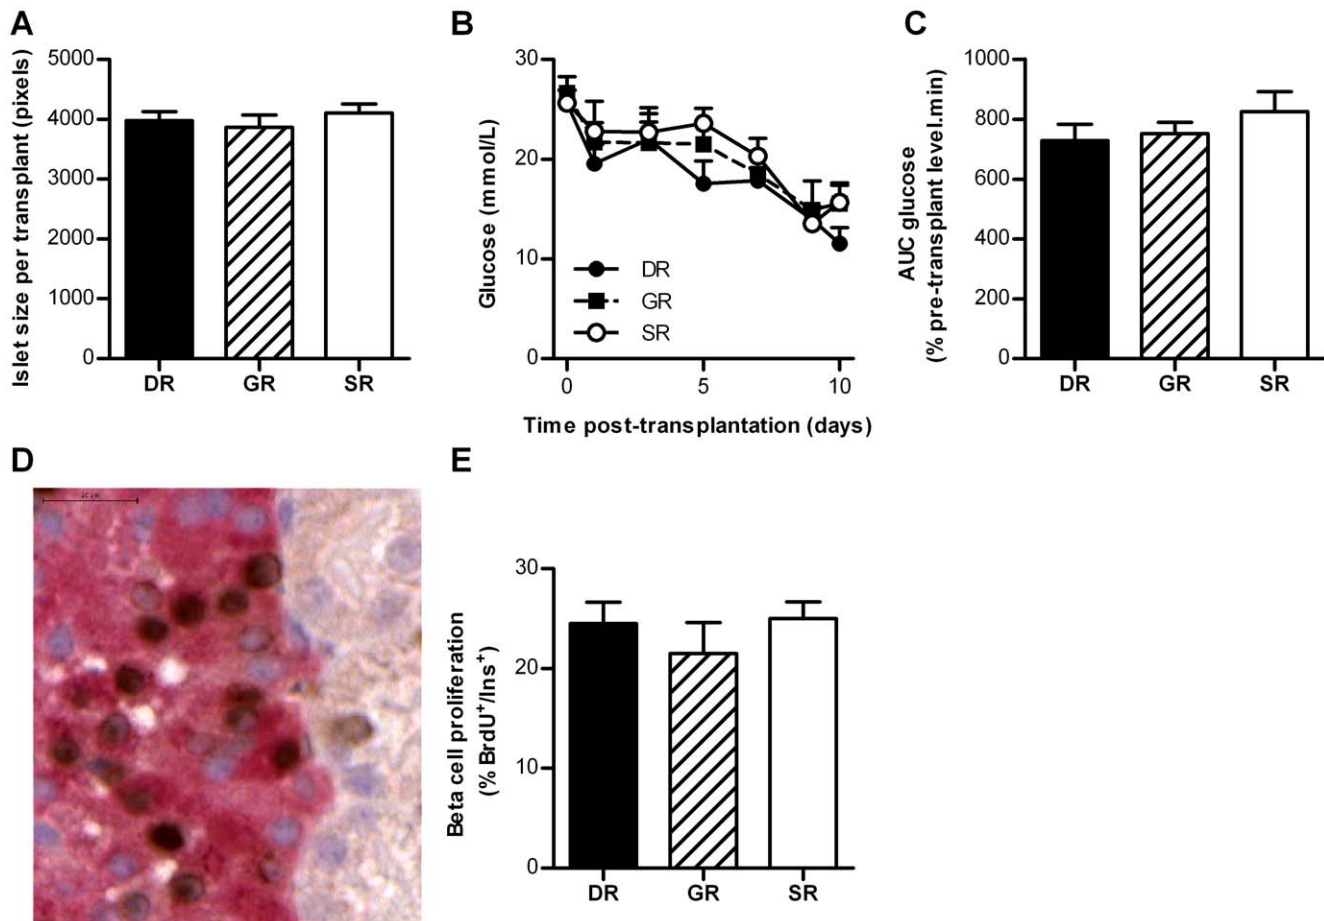 A
Islet size per transplant (pixels)
5000
4000
3000
2000
1000
0
DR GR SR
B
Glucose (mmol/L)
30
20
10
0
DR
GR
SR
0 5 10
Time post-transplantation (days)
C
AUC glucose
(% pre-transplant level.min)
1000
800
600
400
200
0
DR GR SR
D
E
Beta cell proliferation
(% BrdU⁺/Ins⁺)
30
20
10
0
DR GR SR